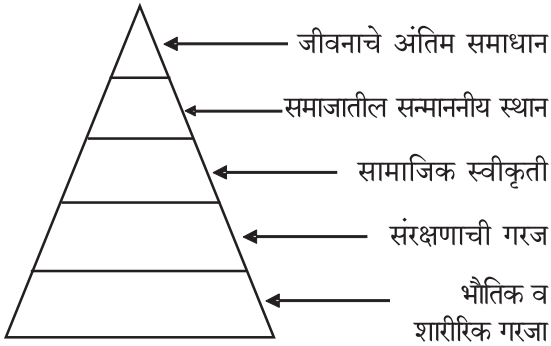 जीवनाचे अंतिम समाधान
समाजातील सन्माननीय स्थान
सामाजिक स्वीकृती
संरक्षणाची गरज
भौतिक व
शारीरिक गरजा